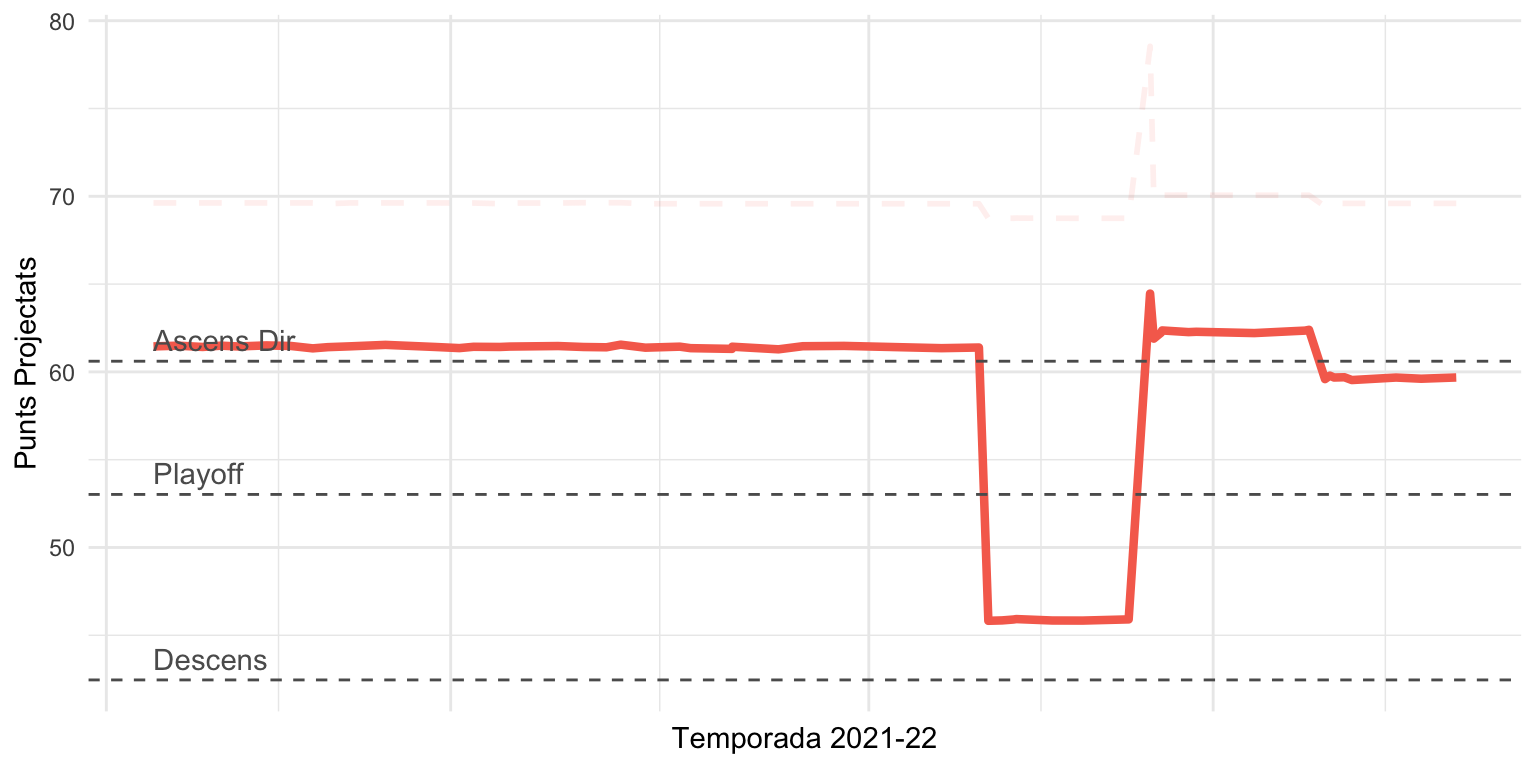 80
70
60
50
Punts Projectats
Ascens Dir
Playoff
Descens
Temporada 2021-22